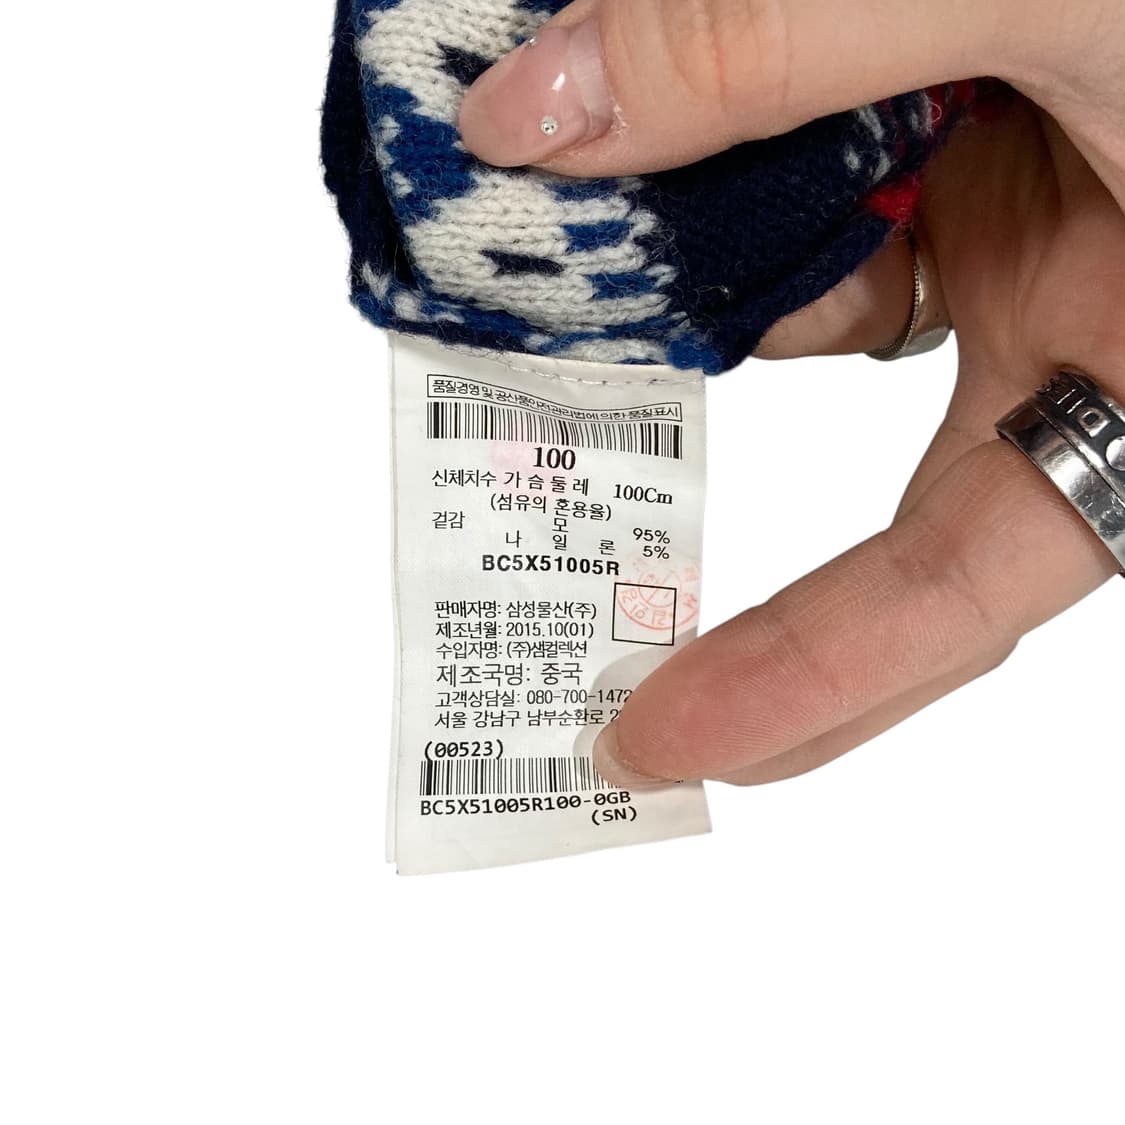 품질경영 및 공산품안전관리법에 의한 품질표시
100
신체치수 가슴둘레 100Cm
(섬유의 혼용율)
겉감 모 95%
나 일 론 5%
BC5X51005R
판매자명: 삼성물산(주)
제조년월: 2015.10(01)
수입자명: (주)샘컬렉션
제조국명: 중국
고객상담실: 080-700-1472
서울 강남구 남부순환로
(00523)
BC5X51005R100-0GB
(SN)